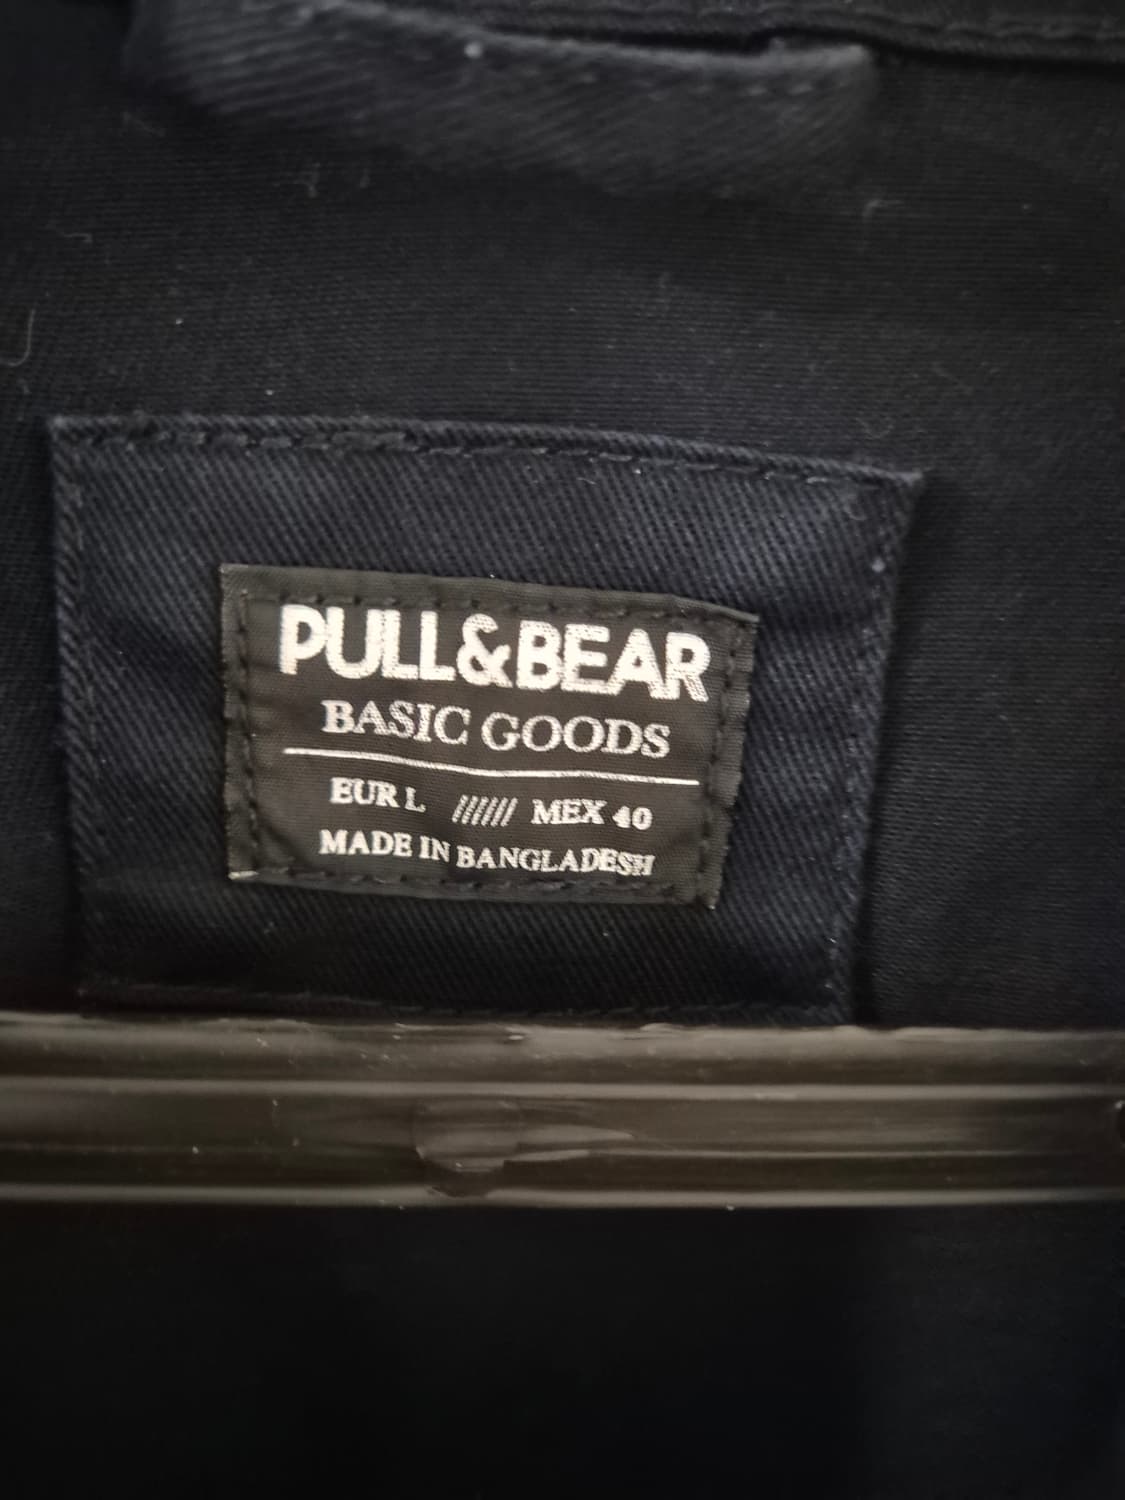 PULL&BEAR
BASIC GOODS
EUR L ////// MEX 40
MADE IN BANGLADESH